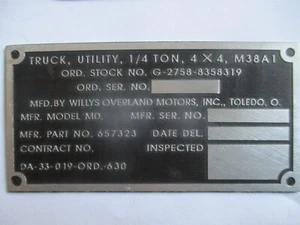 TRUCK, UTILITY, 1/4 TON, 4 X 4, M38A1
ORD. STOCK NO. G-2758-8358319
ORD. SER. NO.
MFD. BY WILLYS OVERLAND MOTORS, INC., TOLEDO, O.
MFR. MODEL MD. MFR. SER. NO.
MFR. PART NO. 657323 DATE DEL.
CONTRACT NO. INSPECTED
DA-33-019-ORD.-630